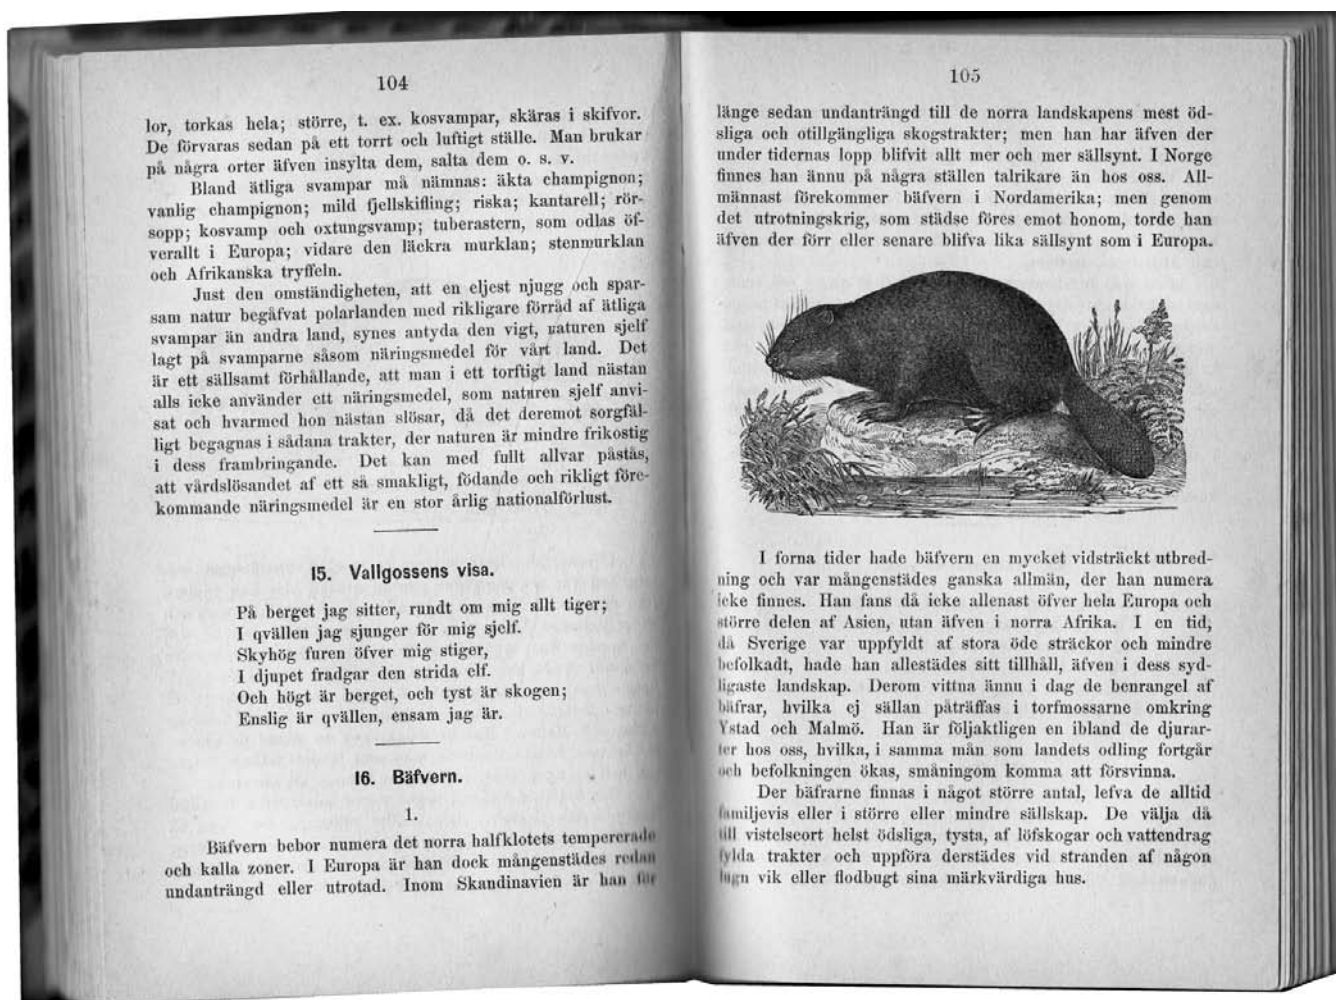 104
lor, torkas hela; större, t. ex. kosvampar, skäras i skifvor.
De förvaras sedan på ett torrt och luftigt ställe. Man brukar
på några orter äfven insylta dem, salta dem o. s. v.
Bland ätliga svampar må nämnas: äkta champignon;
vanlig champignon; mild fjellskifling; riska; kantarell; rör-
sopp; kosvamp och oxtungsvamp; tuberastern, som odlas öf-
verallt i Europa; vidare den läckra murklan; stenmurklan
och Afrikanska tryffeln.
Just den omständigheten, att en eljest njugg och spar-
sam natur begåfvat polarlanden med rikligare förråd af ätliga
svampar än andra land, synes antyda den vigt, naturen sjelf
lagt på svamparne såsom näringsmedel för vårt land. Det
är ett sällsamt förhållande, att man i ett torftigt land nästan
alls icke använder ett näringsmedel, som naturen sjelf anvi-
sat och hvarmed hon nästan slösar, då det deremot sorgfäl-
ligt begagnas i sådana trakter, der naturen är mindre frikostig
i dess frambringande. Det kan med fullt allvar påstås,
att vårdslösandet af ett så smakligt, födande och rikligt före-
kommande näringsmedel är en stor årlig nationalförlust.
15. Vallgossens visa.
På berget jag sitter, rundt om mig allt tiger;
I qvällen jag sjunger för mig sjelf.
Skyhög furen öfver mig stiger,
I djupet fradgar den strida elf.
Och högt är berget, och tyst är skogen;
Enslig är qvällen, ensam jag är.
16. Bäfvern.
1.
Bäfvern bebor numera det norra halfklotets tempererade
och kalla zoner. I Europa är han dock mångenstädes redan
undanträngd eller utrotad. Inom Skandinavien är han för
105
länge sedan undanträngd till de norra landskapens mest öd-
sliga och otillgängliga skogstrakter; men han har äfven der
under tidernas lopp blifvit allt mer och mer sällsynt. I Norge
finnes han ännu på några ställen talrikare än hos oss. All-
männast förekommer bäfvern i Nordamerika; men genom
det utrotningskrig, som städse föres emot honom, torde han
äfven der förr eller senare blifva lika sällsynt som i Europa.
I forna tider hade bäfvern en mycket vidsträckt utbred-
ning och var mångenstädes ganska allmän, der han numera
icke finnes. Han fans då icke allenast öfver hela Europa och
större delen af Asien, utan äfven i norra Afrika. I en tid,
då Sverige var uppfyldt af stora öde sträckor och mindre
befolkadt, hade han allestädes sitt tillhåll, äfven i dess syd-
ligaste landskap. Derom vittna ännu i dag de benrangel af
bäfrar, hvilka ej sällan påträffas i torfmossarne omkring
Ystad och Malmö. Han är följaktligen en ibland de djurar-
ter hos oss, hvilka, i samma mån som landets odling fortgår
och befolkningen ökas, småningom komma att försvinna.
Der bäfrarne finnas i något större antal, lefva de alltid
familjevis eller i större eller mindre sällskap. De välja då
till vistelseort helst ödsliga, tysta, af löfskogar och vattendrag
fylda trakter och uppföra derstädes vid stranden af någon
lugn vik eller flodbugt sina märkvärdiga hus.